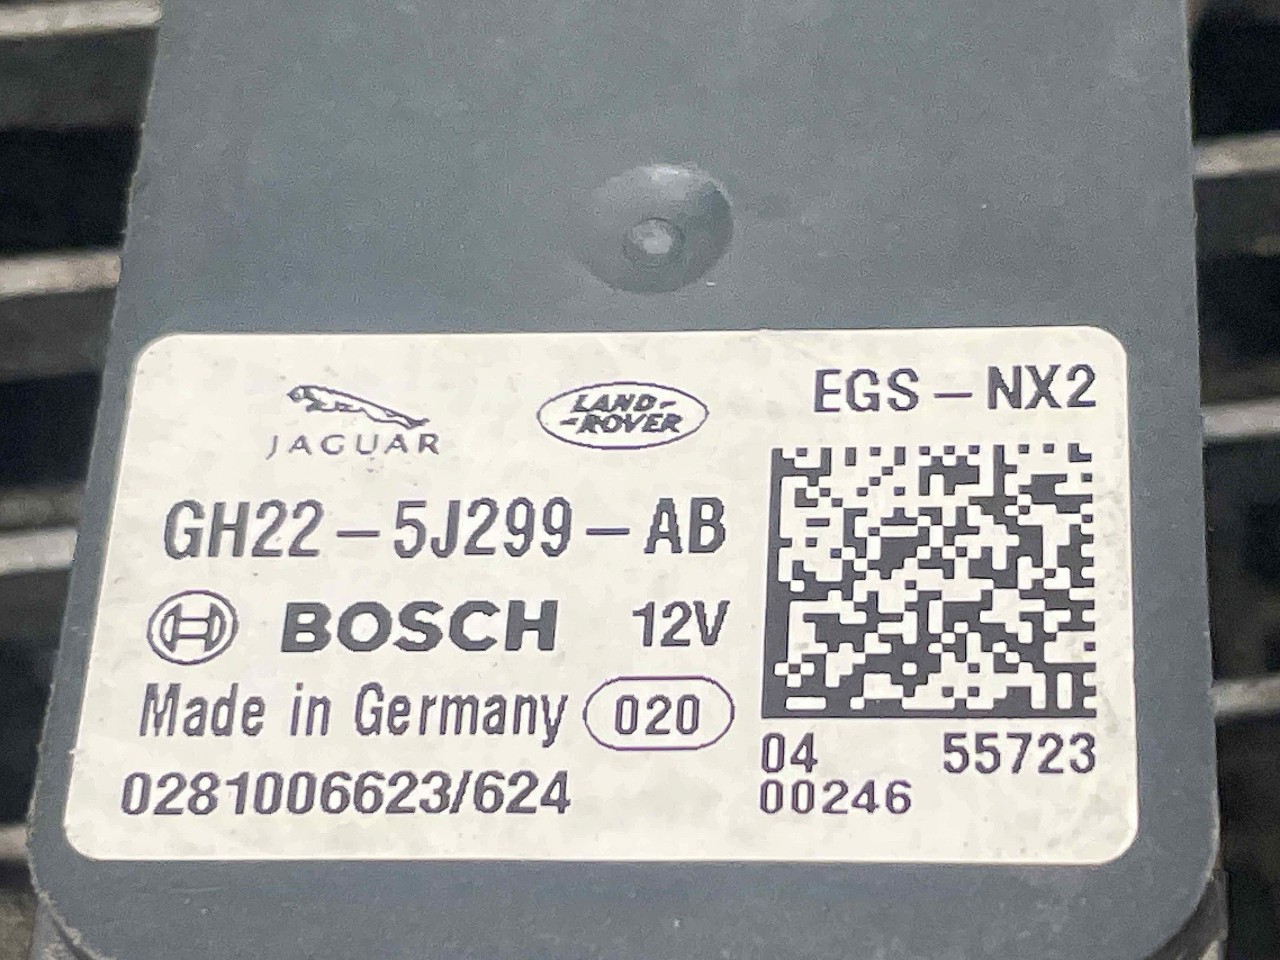 JAGUAR
LAND-
-ROVER
EGS-NX2
GH22-5J299-AB
BOSCH 12V
Made in Germany 020
0281006623/624
04 55723
00246